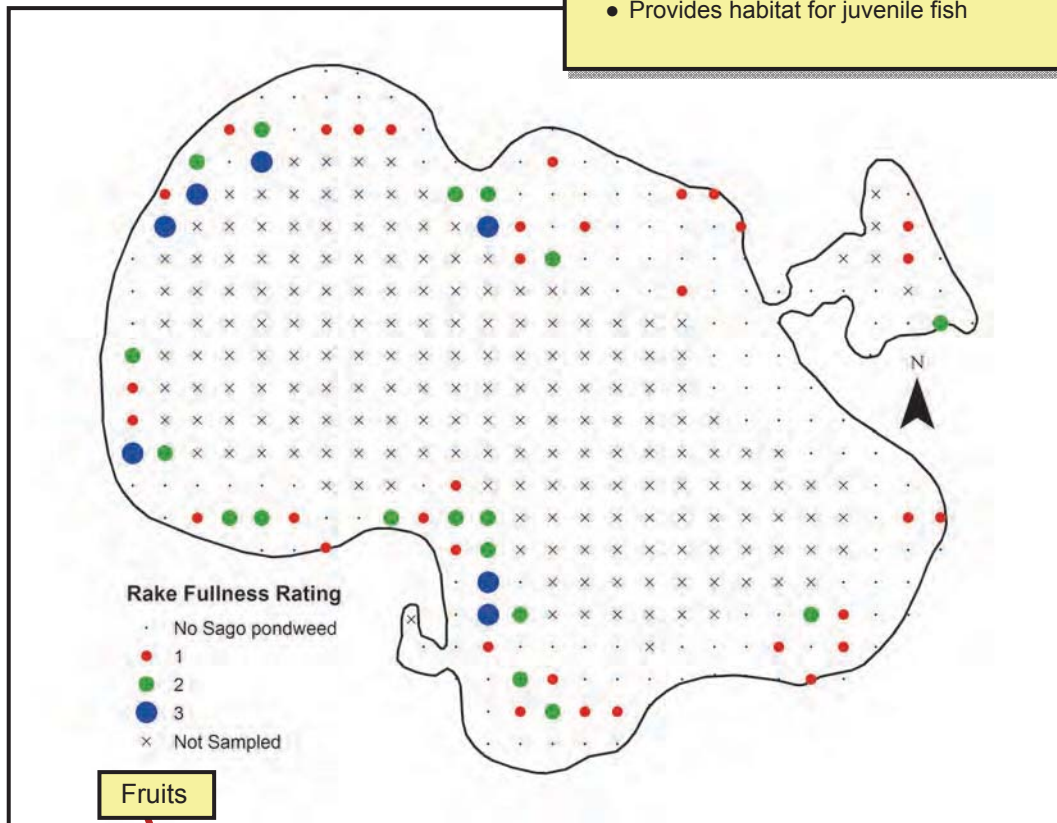 ● Provides habitat for juvenile fish
N
Rake Fullness Rating
No Sago pondweed
1
2
3
Not Sampled
Fruits